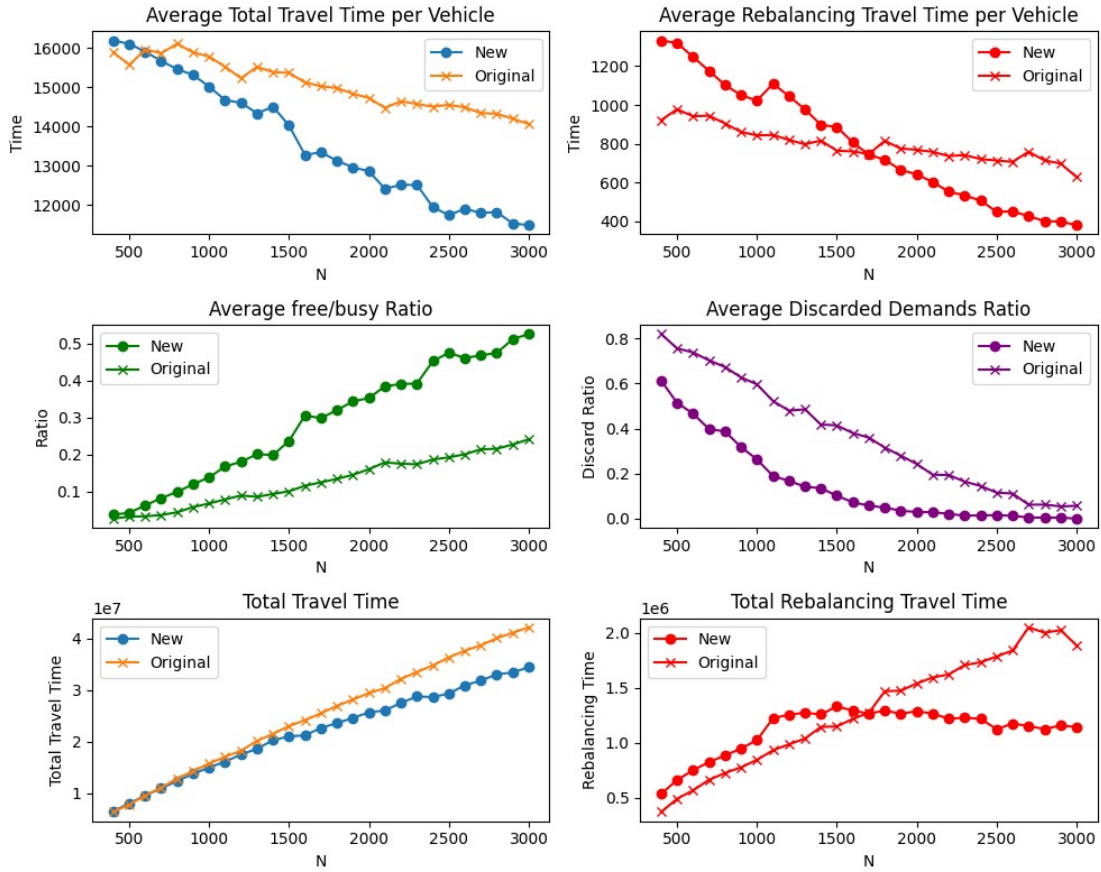 Average Total Travel Time per Vehicle
16000
15000
14000
13000
12000
Time
New
Original
500 1000 1500 2000 2500 3000
N
Average Rebalancing Travel Time per Vehicle
1200
1000
800
600
400
Time
New
Original
500 1000 1500 2000 2500 3000
N
Average free/busy Ratio
0.5
0.4
0.3
0.2
0.1
Ratio
New
Original
500 1000 1500 2000 2500 3000
N
Average Discarded Demands Ratio
0.8
0.6
0.4
0.2
0.0
Discard Ratio
New
Original
500 1000 1500 2000 2500 3000
N
Total Travel Time
1e7
4
3
2
1
Total Travel Time
New
Original
500 1000 1500 2000 2500 3000
N
Total Rebalancing Travel Time
1e6
2.0
1.5
1.0
0.5
Rebalancing Time
New
Original
500 1000 1500 2000 2500 3000
N